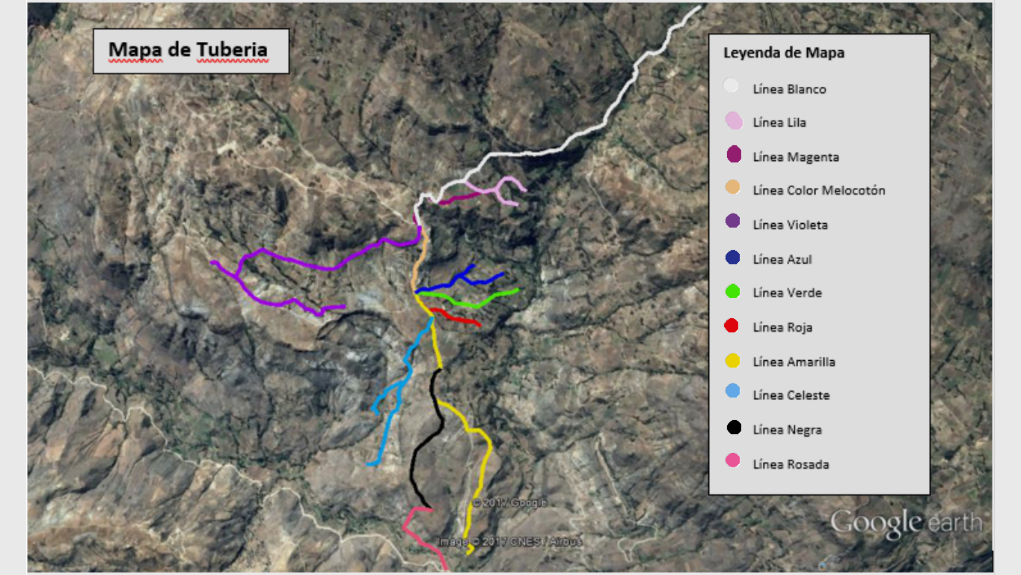 Mapa de Tuberia
Leyenda de Mapa
Línea Blanco
Línea Lila
Línea Magenta
Línea Color Melocotón
Línea Violeta
Línea Azul
Línea Verde
Línea Roja
Línea Amarilla
Línea Celeste
Línea Negra
Línea Rosada
© 2017 Google
Image © 2017 CNES / Airbus
Google earth